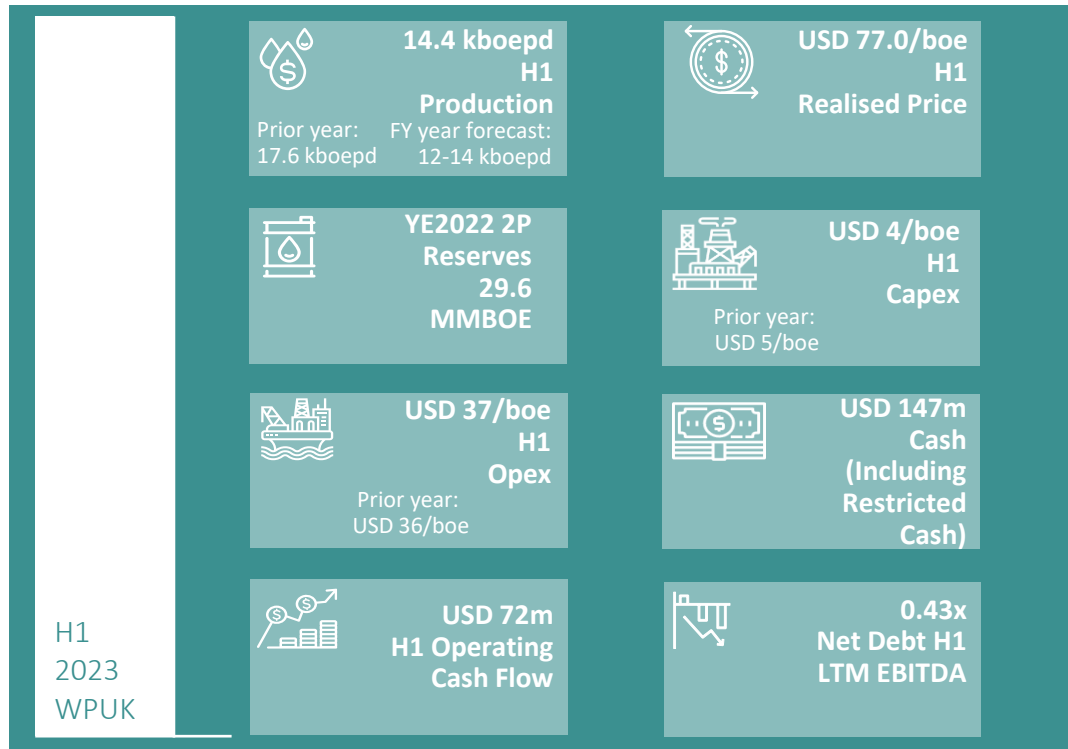 14.4 kboepd
H1
Production
Prior year:
17.6 kboepd
FY year forecast:
12-14 kboepd
USD 77.0/boe
H1
Realised Price
YE2022 2P
Reserves
29.6
MMBOE
USD 4/boe
H1
Capex
Prior year:
USD 5/boe
USD 37/boe
H1
Opex
Prior year:
USD 36/boe
USD 147m
Cash
(Including
Restricted
Cash)
USD 72m
H1 Operating
Cash Flow
0.43x
Net Debt H1
LTM EBITDA
H1
2023
WPUK